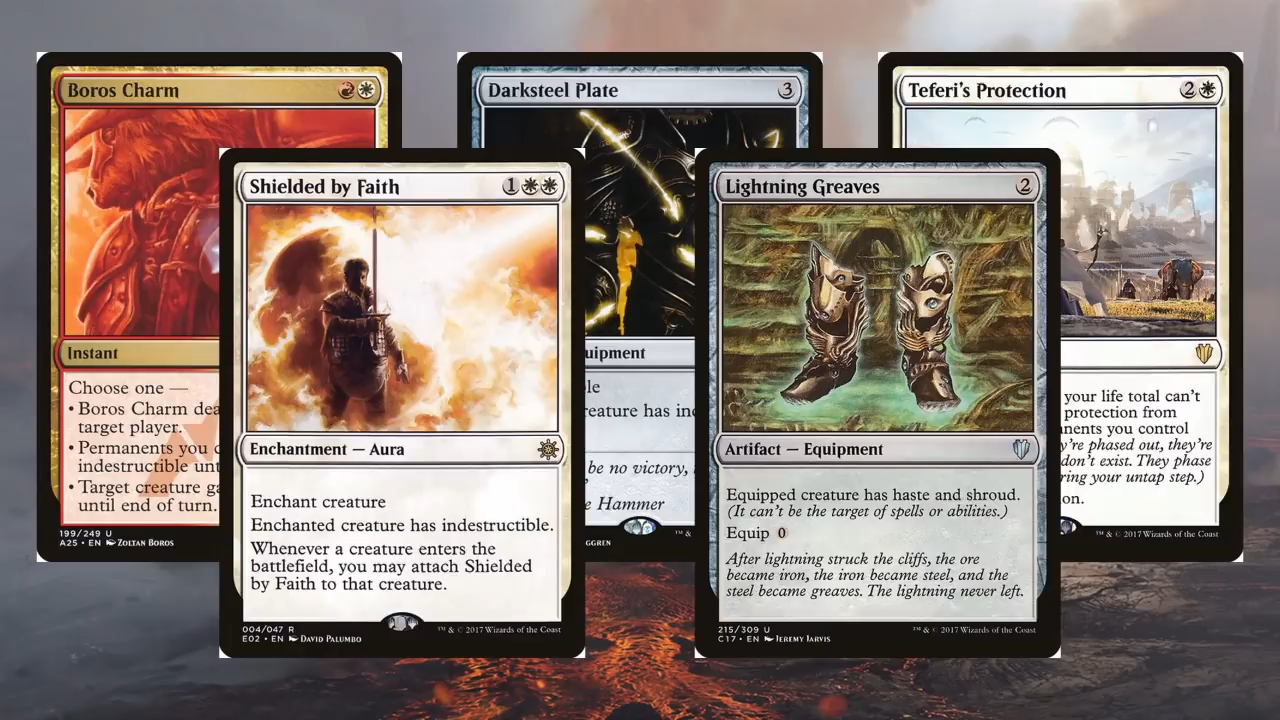 Boros Charm
Instant
Choose one —
• Boros Charm dea
target player.
• Permanents you c
indestructible unt
• Target creature ga
until end of turn.
199/249 U
A25 • EN ZOLTAN BOROS
Shielded by Faith 1
Enchantment — Aura
Enchant creature
Enchanted creature has indestructible.
Whenever a creature enters the
battlefield, you may attach Shielded
by Faith to that creature.
004/047 R
E02 • EN DAVID PALUMBO
™ & © 2017 Wizards of the Coast
Darksteel Plate 3
uipment
le
reature has ind
be no victory,
e Hammer
™ &
GGREN
Lightning Greaves 2
Artifact — Equipment
Equipped creature has haste and shroud.
(It can't be the target of spells or abilities.)
Equip 0
After lightning struck the cliffs, the ore
became iron, the iron became steel, and the
steel became greaves. The lightning never left.
215/309 U
C17 • EN JEREMY JARVIS
™ & © 2017 Wizards of the Coast
Teferi's Protection 2
your life total can't
protection from
nents you control
y're phased out, they're
don't exist. They phase
ring your untap step.)
on.
™ & © 2017 Wizards of the Coast